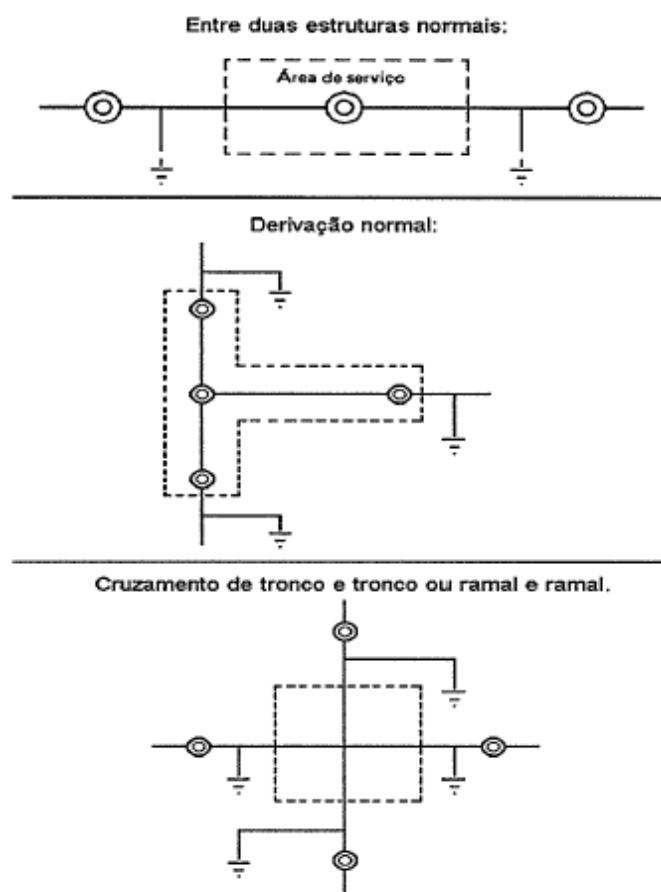 Entre duas estruturas normais:
Área de serviço
Derivação normal:
Cruzamento de tronco e tronco ou ramal e ramal.